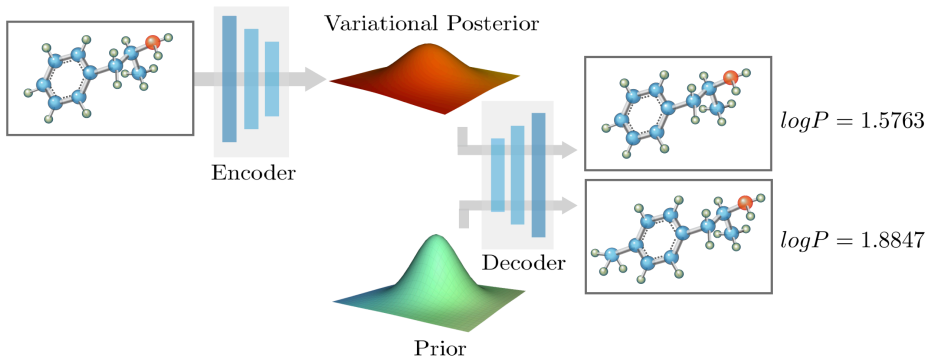 Variational Posterior
Encoder
logP = 1.5763
logP = 1.8847
Decoder
Prior